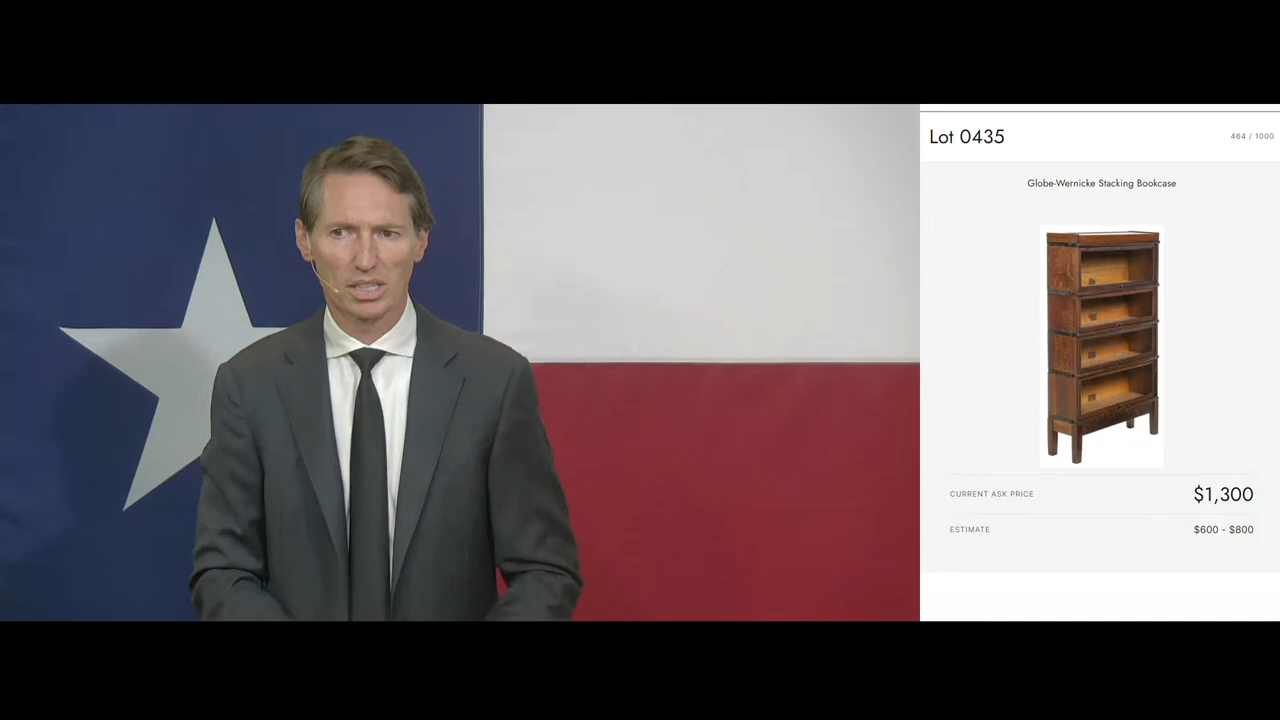 Lot 0435
464 / 1000
Globe-Wernicke Stacking Bookcase
CURRENT ASK PRICE
$1,300
ESTIMATE
$600 - $800